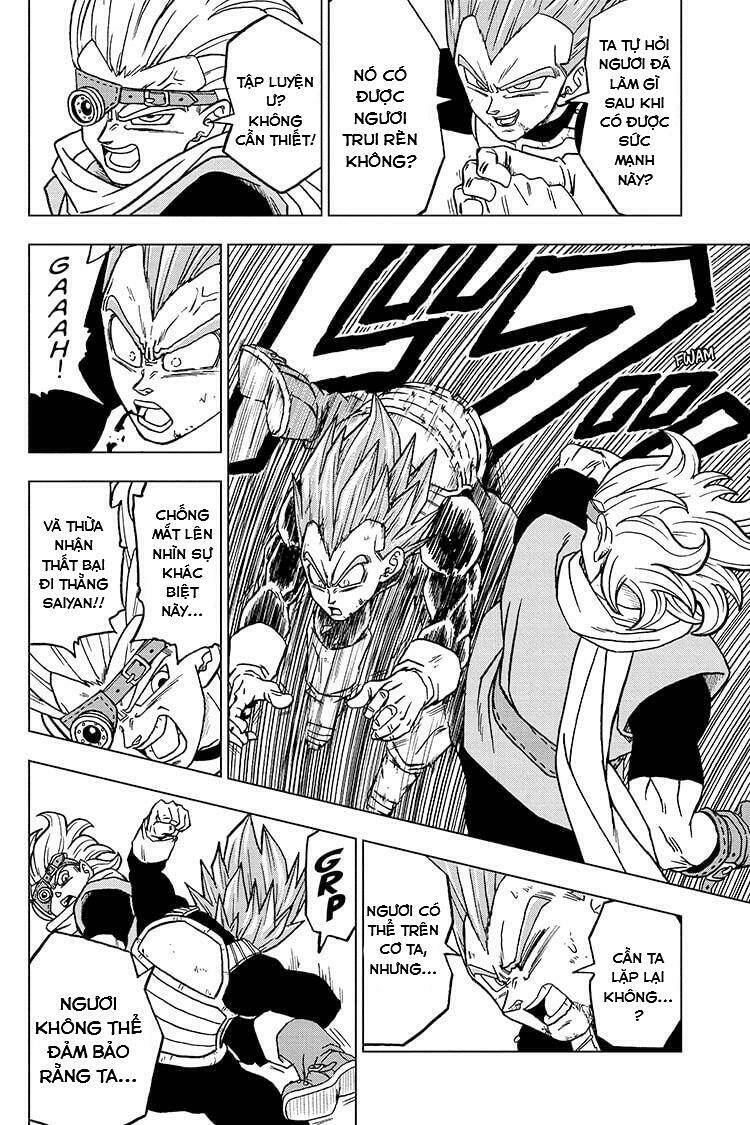 TA TỰ HỎI
NGƯƠI ĐÃ
LÀM GÌ
SAU KHI
CÓ ĐƯỢC
SỨC
MẠNH
NÀY?
NÓ CÓ
ĐƯỢC
NGƯƠI
TRUI RÈN
KHÔNG?
TẬP LUYỆN
Ư?
KHÔNG
CẦN THIẾT!
FWAM
GAAAH!
CHỐNG
MẮT LÊN
NHÌN SỰ
KHÁC
BIỆT
NÀY...
VÀ THỪA
NHẬN
THẤT BẠI
ĐI THẰNG
SAIYAN!!
CẦN TA
LẶP LẠI
KHÔNG...
?
NGƯƠI CÓ
THỂ TRÊN
CƠ TA,
NHƯNG...
GRP
NGƯƠI
KHÔNG THỂ
ĐẢM BẢO
RẰNG TA...